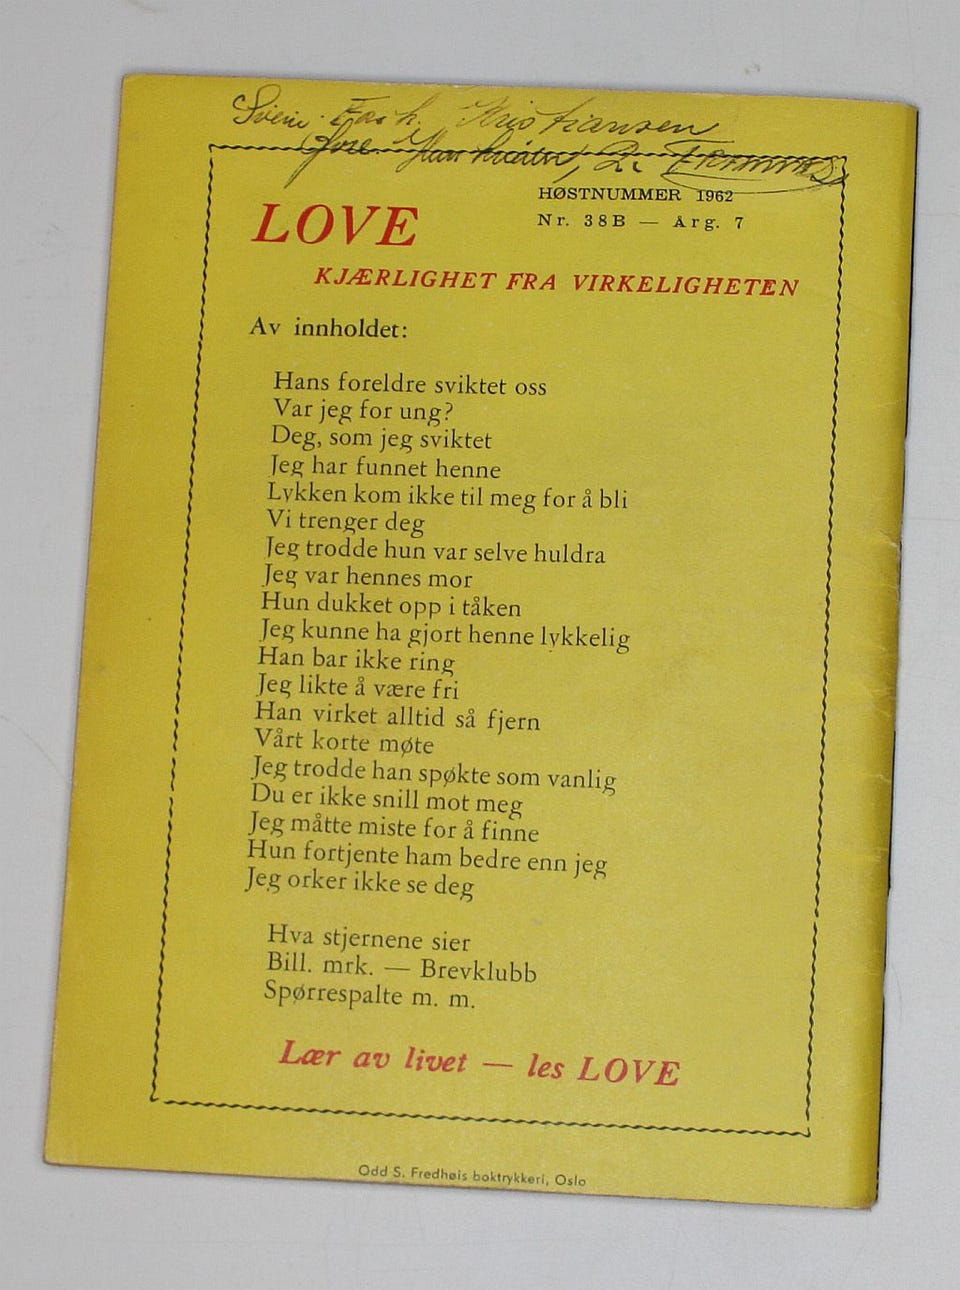 Kristiansen
HØSTNUMMER 1962
Nr. 38B — Årg. 7
LOVE
KJÆRLIGHET FRA VIRKELIGHETEN
Av innholdet:
Hans foreldre sviktet oss
Var jeg for ung?
Deg, som jeg sviktet
Jeg har funnet henne
Lykken kom ikke til meg for å bli
Vi trenger deg
Jeg trodde hun var selve huldra
Jeg var hennes mor
Hun dukket opp i tåken
Jeg kunne ha gjort henne lykkelig
Han bar ikke ring
Jeg likte å være fri
Han virket alltid så fjern
Vårt korte møte
Jeg trodde han spøkte som vanlig
Du er ikke snill mot meg
Jeg måtte miste for å finne
Hun fortjente ham bedre enn jeg
Jeg orker ikke se deg
Hva stjernene sier
Bill. mrk. — Brevklubb
Spørrespalte m. m.
Lær av livet — les LOVE
Odd S. Fredhøis boktrykkeri, Oslo